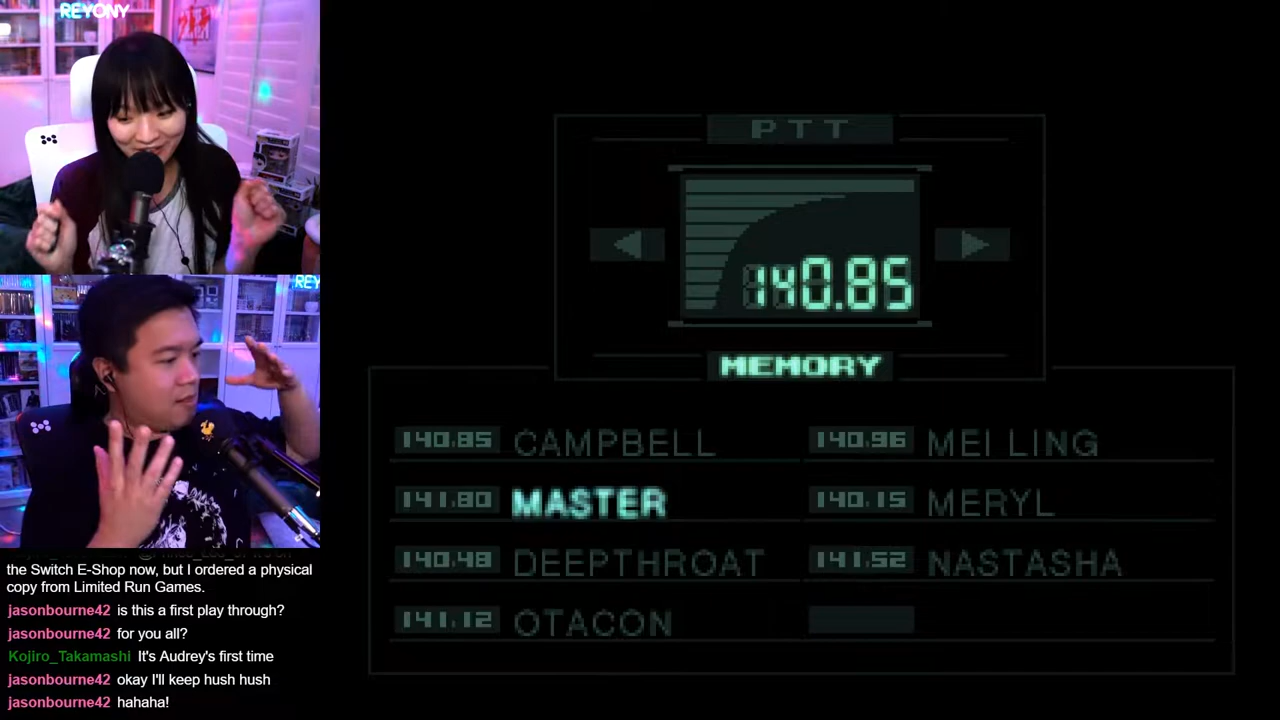 REYONY
REY
PTT
140.85
MEMORY
140.85 CAMPBELL
140.96 MEI LING
141.80 MASTER
140.15 MERYL
140.48 DEEPTHROAT
141.52 NASTASHA
141.12 OTACON
the Switch E-Shop now, but I ordered a physical
copy from Limited Run Games.
jasonbourne42 is this a first play through?
jasonbourne42 for you all?
Kojiro_Takamashi It's Audrey's first time
jasonbourne42 okay I'll keep hush hush
jasonbourne42 hahaha!